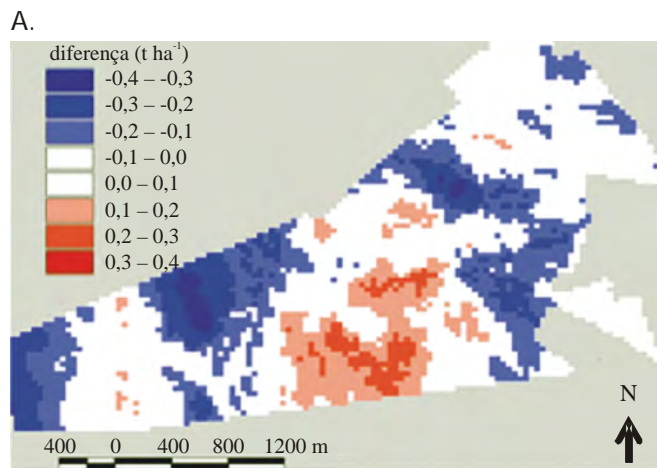 A.
diferença (t ha⁻¹)
-0,4 – -0,3
-0,3 – -0,2
-0,2 – -0,1
-0,1 – 0,0
0,0 – 0,1
0,1 – 0,2
0,2 – 0,3
0,3 – 0,4
N
400 0 400 800 1200 m